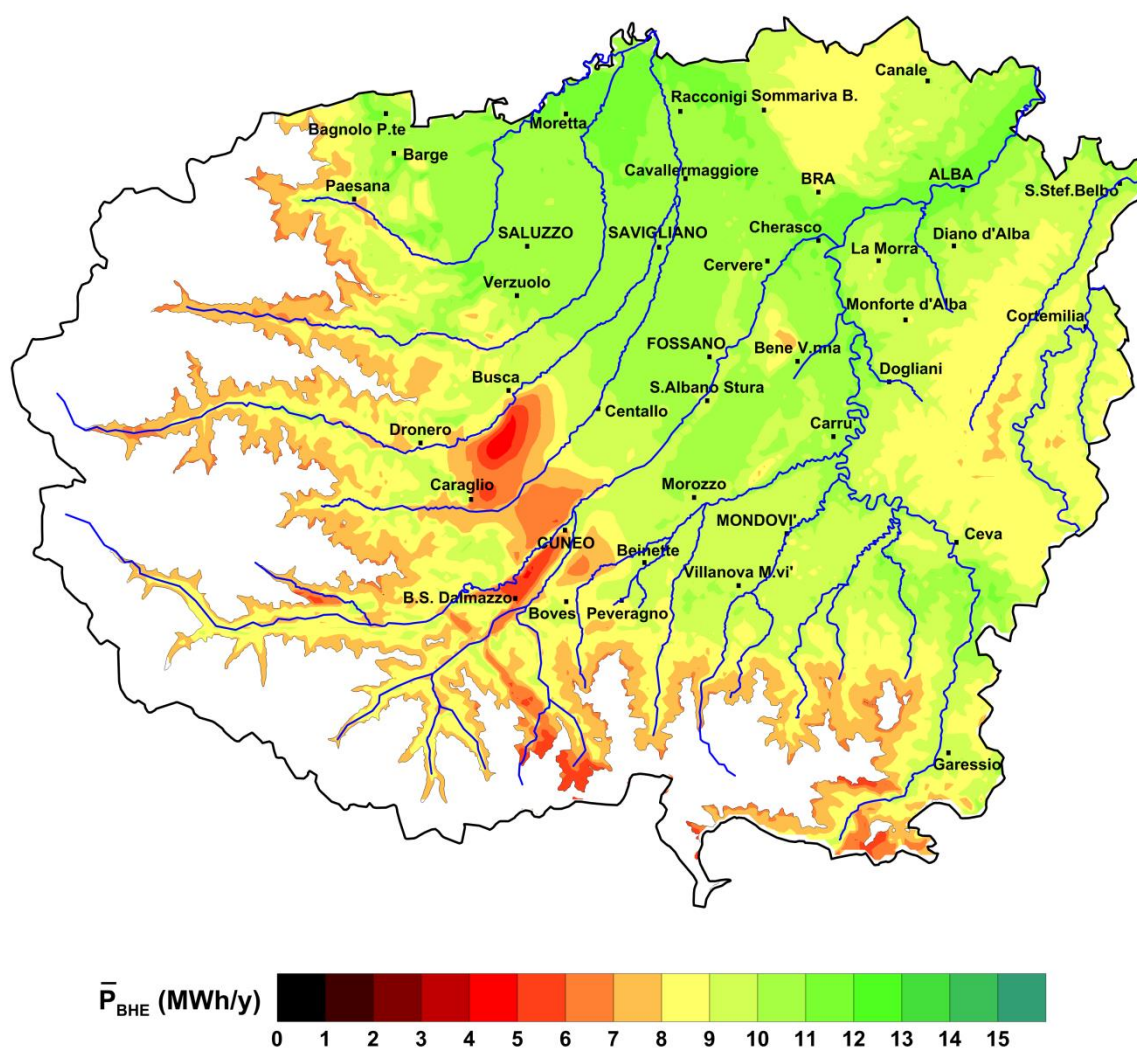 Canale
Racconigi Sommariva B.
Moretta
Bagnolo P.te
Barge
Cavallermaggiore
BRA
ALBA
Paesana
S.Stef.Belbo
SALUZZO
SAVIGLIANO
Cherasco
Diano d'Alba
La Morra
Cervere
Verzuolo
Monforte d'Alba
Cortemilia
FOSSANO
Bene V.nna
Dogliani
Busca
S.Albano Stura
Centallo
Carru'
Dronero
Caraglio
Morozzo
MONDOVI'
CUNEO
Beinette
Ceva
Villanova M.vi'
B.S. Dalmazzo
Boves
Peveragno
Garessio
P̅BHE (MWh/y)
0 1 2 3 4 5 6 7 8 9 10 11 12 13 14 15